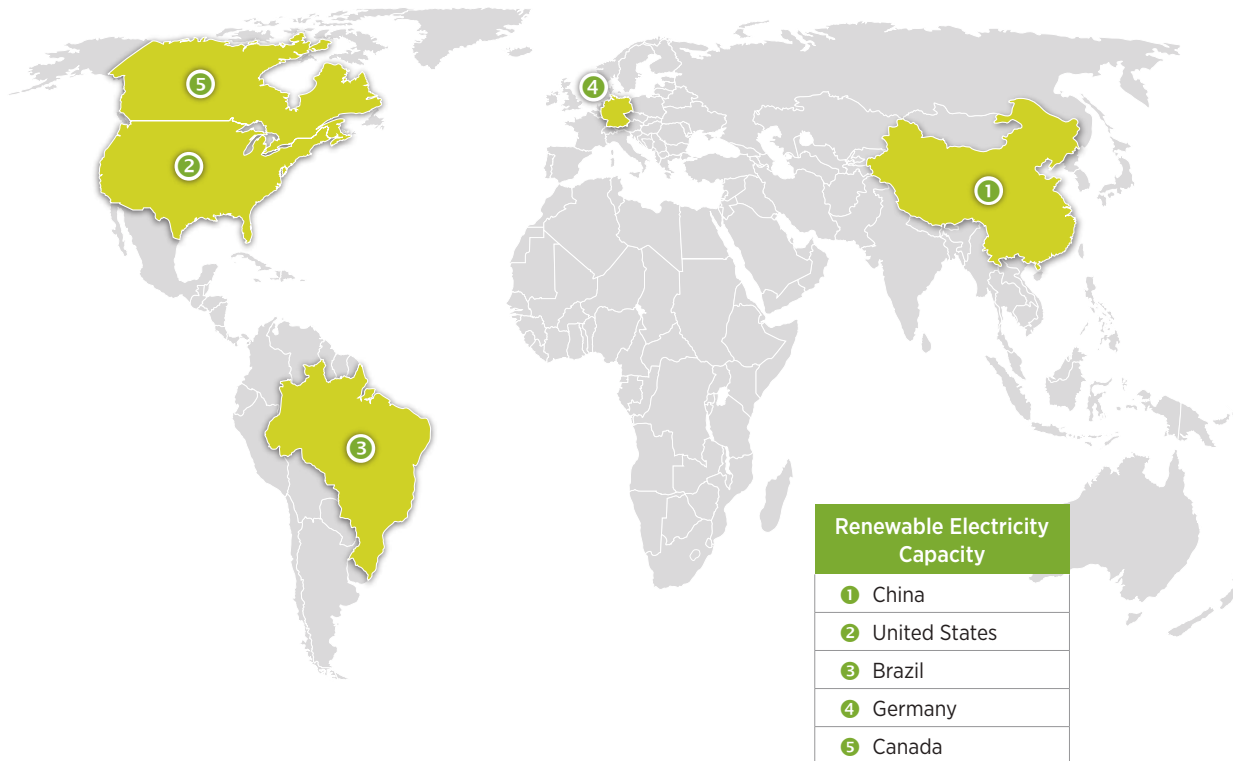 5
4
2
1
3
Renewable Electricity
Capacity
1 China
2 United States
3 Brazil
4 Germany
5 Canada